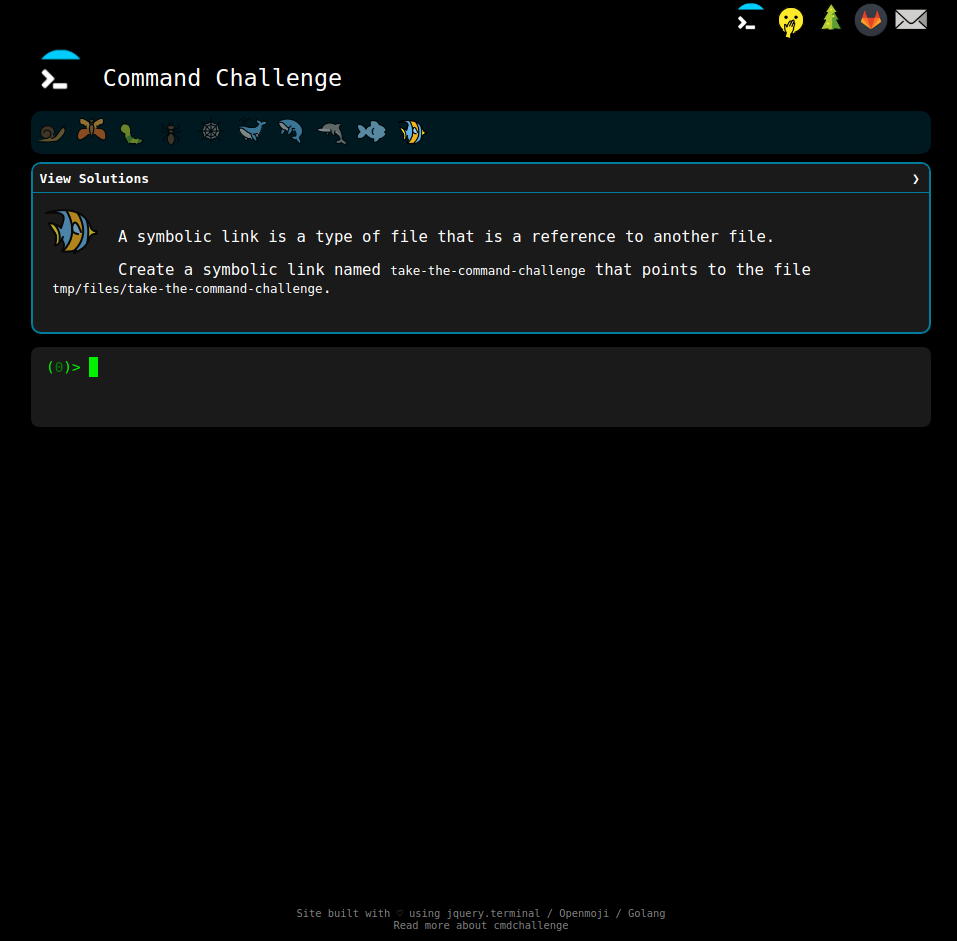 Command Challenge
View Solutions ❯
A symbolic link is a type of file that is a reference to another file.
Create a symbolic link named take-the-command-challenge that points to the file
tmp/files/take-the-command-challenge.
(0)>
Site built with ♡ using jquery.terminal / Openmoji / Golang
Read more about cmdchallenge